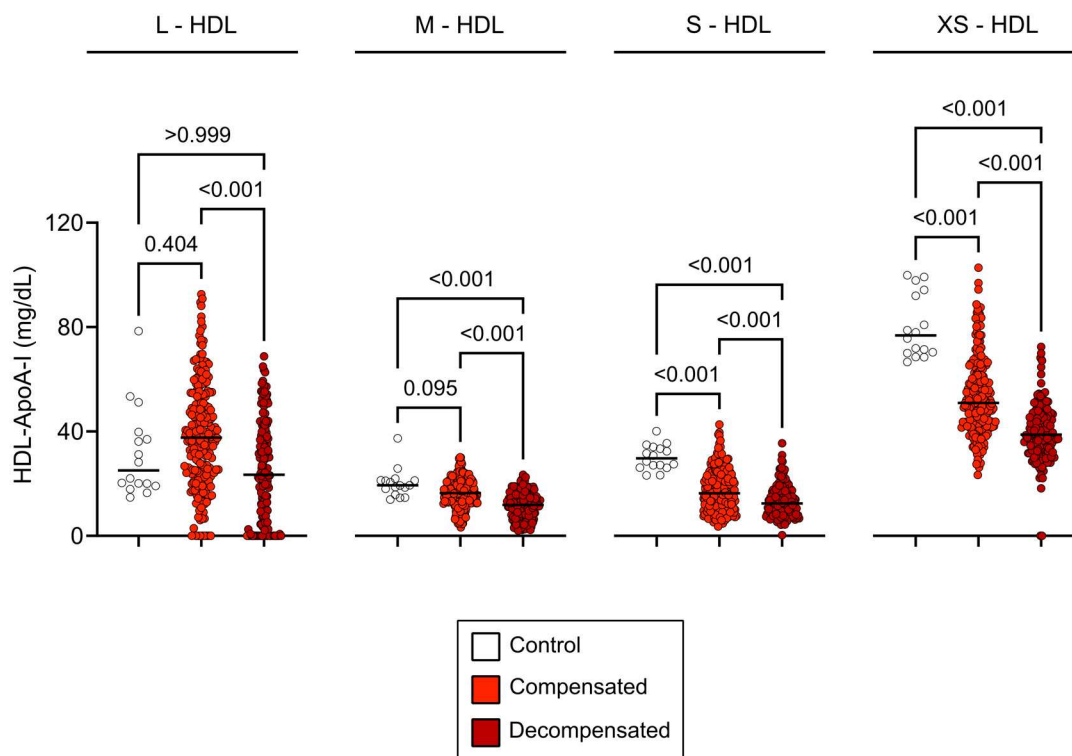 L - HDL
M - HDL
S - HDL
XS - HDL
>0.999
<0.001
0.404
<0.001
<0.001
0.095
<0.001
<0.001
<0.001
<0.001
<0.001
<0.001
HDL-ApoA-I (mg/dL)
120
80
40
0
Control
Compensated
Decompensated